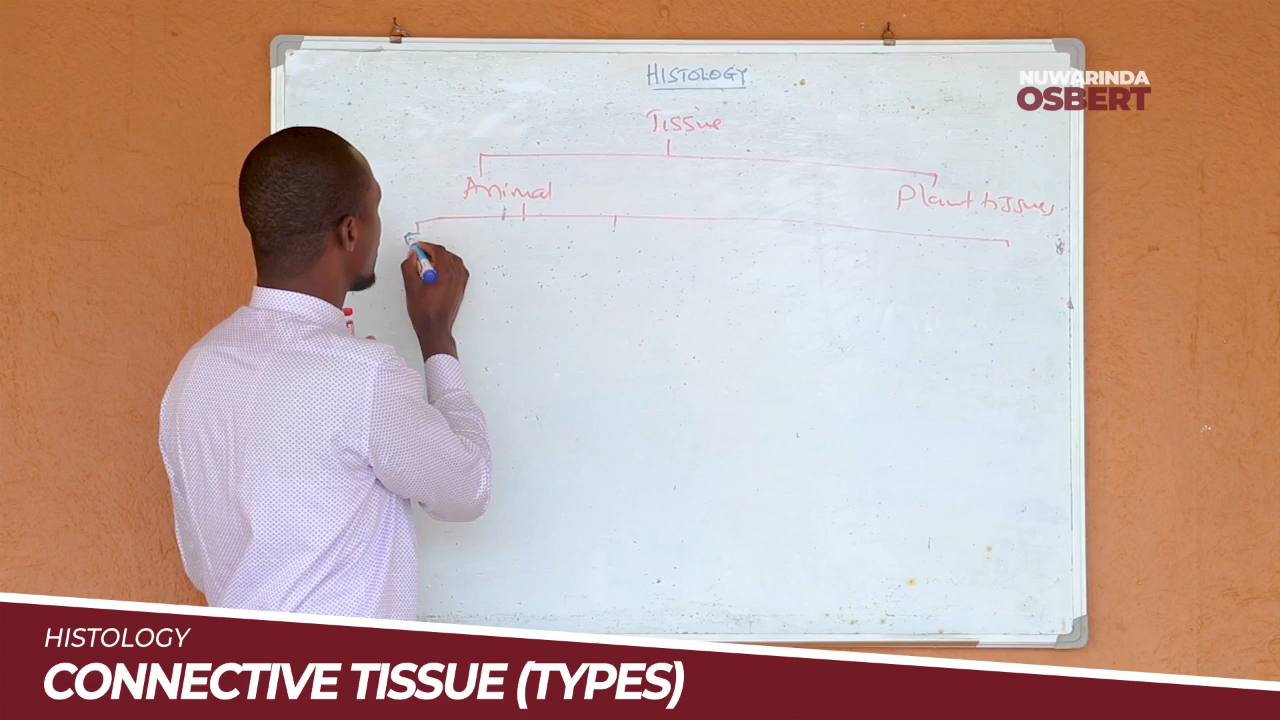 HISTOLOGY
NUWARINDA
OSBERT
Tissue
Animal
Plant tissues
HISTOLOGY
CONNECTIVE TISSUE (TYPES)